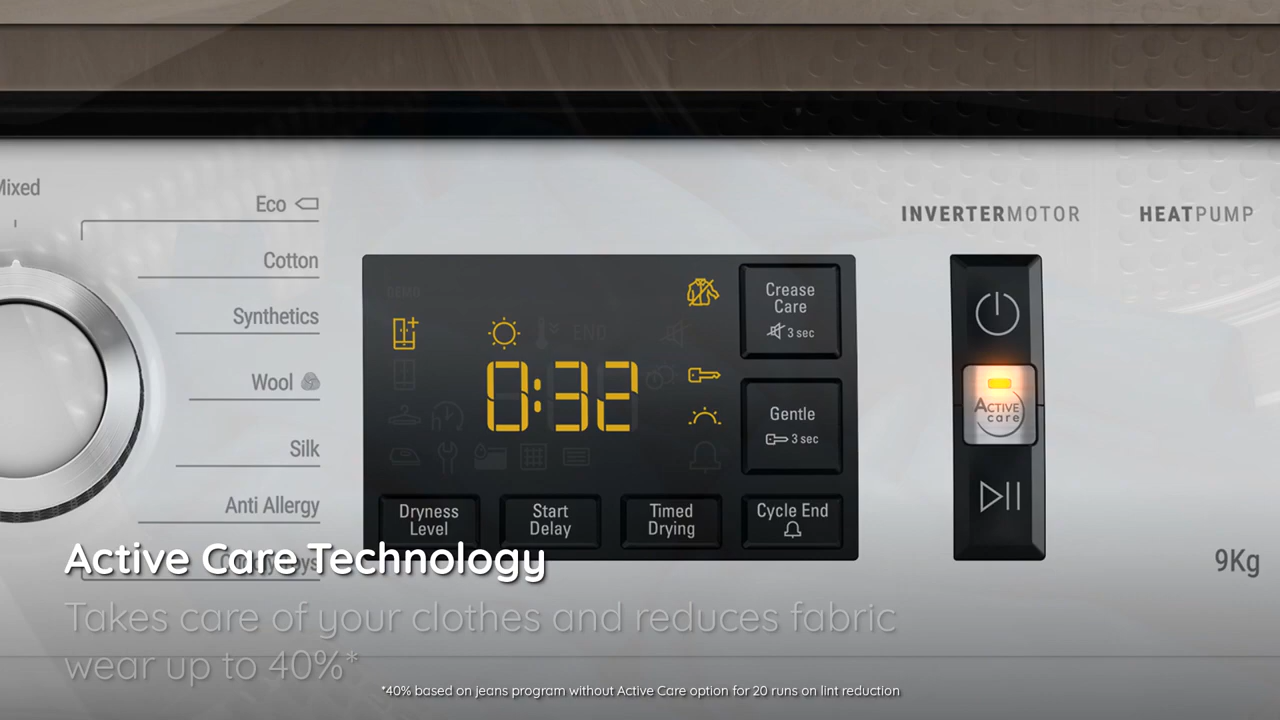 Mixed
Eco
Cotton
Synthetics
Wool
Silk
Anti Allergy
INVERTERMOTOR
HEATPUMP
DEMO
END
0:32
Crease
Care
3 sec
Gentle
3 sec
Dryness
Level
Start
Delay
Timed
Drying
Cycle End
ACTIVE
care
9Kg
Active Care Technology
Takes care of your clothes and reduces fabric
wear up to 40%*
*40% based on jeans program without Active Care option for 20 runs on lint reduction